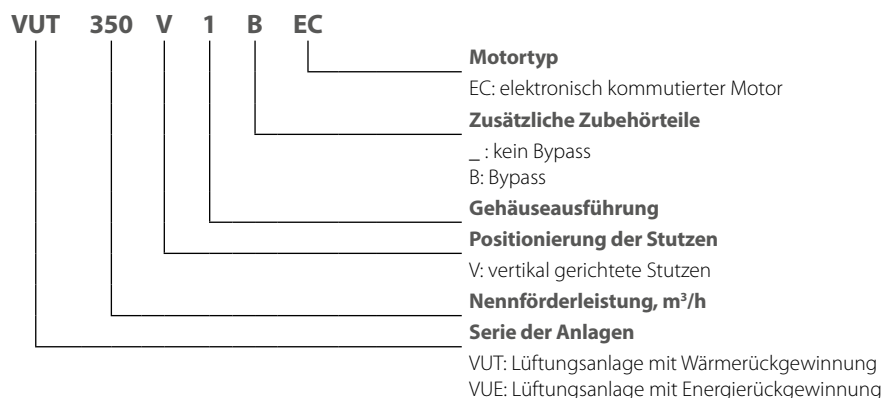 VUT 350 V 1 B EC
Motortyp
EC: elektronisch kommutierter Motor
Zusätzliche Zubehörteile
_ : kein Bypass
B: Bypass
Gehäuseausführung
Positionierung der Stutzen
V: vertikal gerichtete Stutzen
Nennförderleistung, m³/h
Serie der Anlagen
VUT: Lüftungsanlage mit Wärmerückgewinnung
VUE: Lüftungsanlage mit Energierückgewinnung